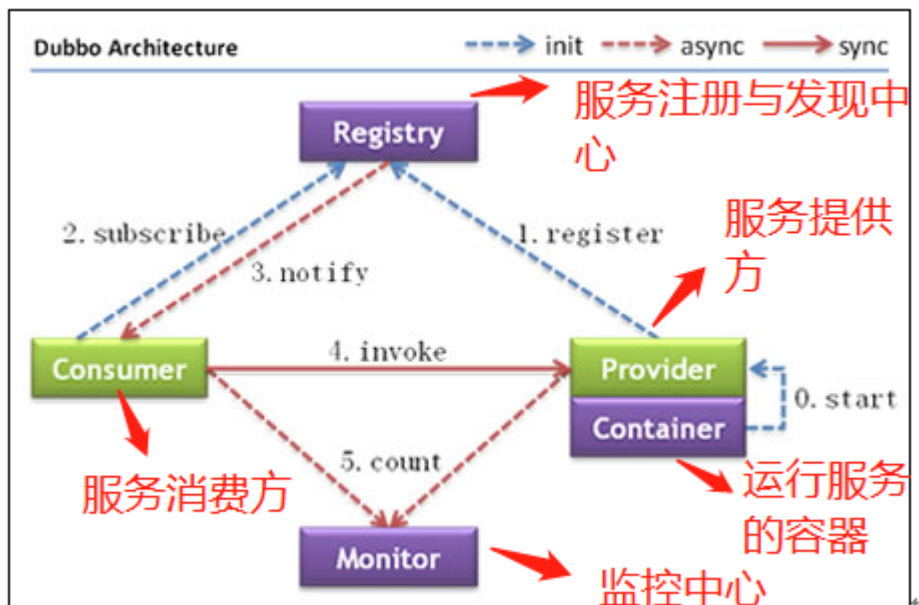 Dubbo Architecture
init
async
sync
Registry
服务注册与发现中
心
2. subscribe
1. register
服务提供
方
3. notify
Consumer
4. invoke
Provider
0. start
Container
5. count
服务消费方
运行服务
的容器
Monitor
监控中心